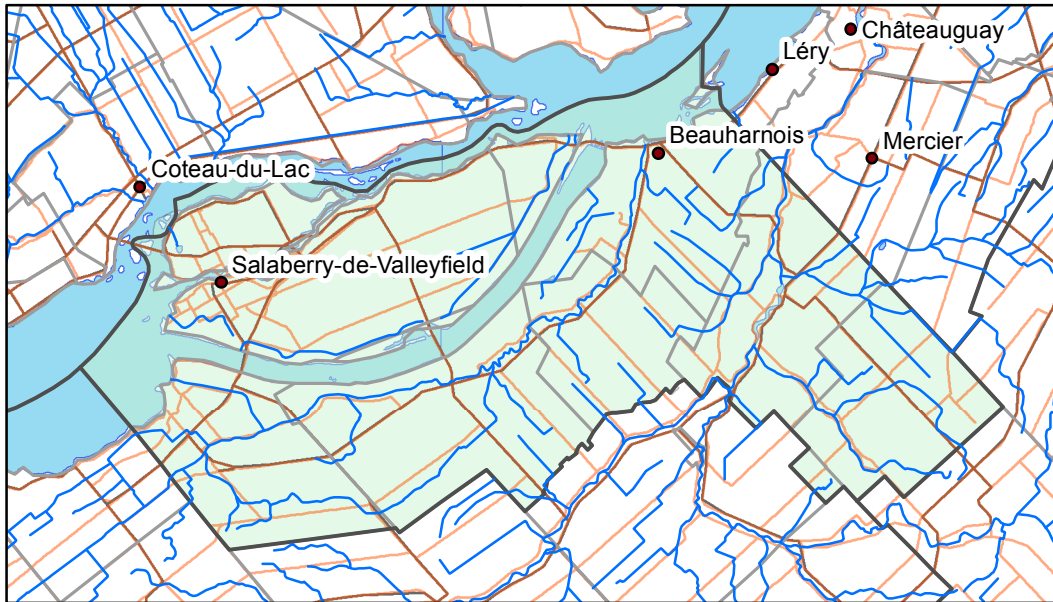 Châteauguay
Léry
Beauharnois
Mercier
Coteau-du-Lac
Salaberry-de-Valleyfield